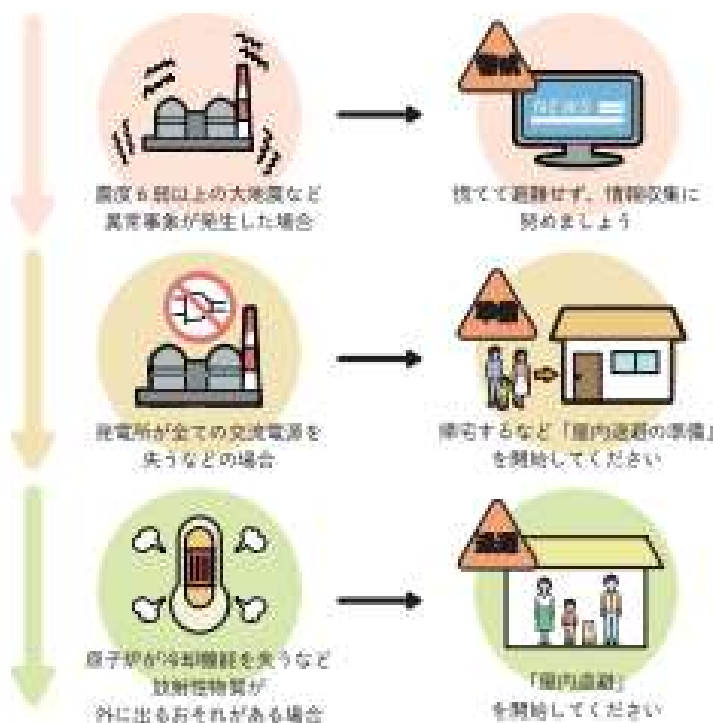 警戒
NEWS
震度6弱以上の大地震など
異常事象が発生した場合
慌てて避難せず、情報収集に
努めましょう
準備
発電所が全ての交流電源を
失うなどの場合
帰宅するなど「屋内退避の準備」
を開始してください
原子炉が冷却機能を失うなど
放射性物質が
外に出るおそれがある場合
「屋内退避」
を開始してください